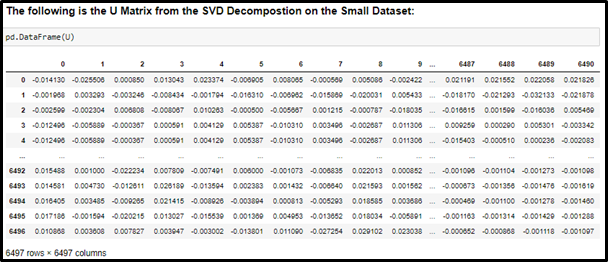 The following is the U Matrix from the SVD Decompostion on the Small Dataset:
pd.DataFrame(U)
0 1 2 3 4 5 6 7 8 9 ... 6487 6488 6489 6490
0 -0.014130 -0.025506 0.000850 0.013043 0.023374 -0.006905 0.008065 -0.000569 0.005086 -0.002422 ... 0.021191 0.021552 0.022058 0.021826
1 -0.001968 0.003293 -0.003246 -0.008434 -0.001794 -0.016310 -0.006962 -0.015869 -0.020031 0.005433 ... -0.018170 -0.021293 -0.033132 -0.021878
2 -0.002599 -0.002304 0.006808 -0.008067 0.010263 -0.000500 -0.005667 0.001215 -0.000787 -0.018035 ... -0.016615 0.001599 -0.016036 0.005469
3 -0.012496 -0.005889 -0.000367 0.000591 0.004129 0.005387 -0.010310 0.003496 -0.002687 0.011306 ... 0.009259 0.000290 0.005301 -0.003342
4 -0.012496 -0.005889 -0.000367 0.000591 0.004129 0.005387 -0.010310 0.003496 -0.002687 0.011306 ... -0.015403 -0.000510 0.000236 -0.002083
... ... ... ... ... ... ... ... ... ... ... ... ... ... ... ...
6492 0.015488 0.001000 -0.022234 0.007809 -0.007491 0.006000 -0.001073 -0.006835 0.022013 0.000852 ... -0.001096 -0.001104 -0.001273 -0.001098
6493 0.014581 0.004730 -0.012611 0.026189 -0.013594 0.002383 0.001432 -0.006640 0.021593 0.001562 ... -0.000673 -0.001356 -0.001476 -0.001619
6494 0.016405 0.003485 -0.009266 0.021415 -0.008926 -0.003894 0.000813 -0.005293 0.018585 0.003686 ... -0.000469 -0.001100 -0.001278 -0.001460
6495 0.017186 -0.001594 -0.020215 0.013027 -0.015539 0.001369 0.004953 -0.013652 0.018034 -0.005891 ... -0.001163 -0.001314 -0.001429 -0.001288
6496 0.010868 0.003608 0.007827 0.003947 -0.003002 -0.013801 0.011090 -0.027254 0.029102 0.023038 ... -0.000652 -0.000868 -0.001118 -0.001097
6497 rows × 6497 columns